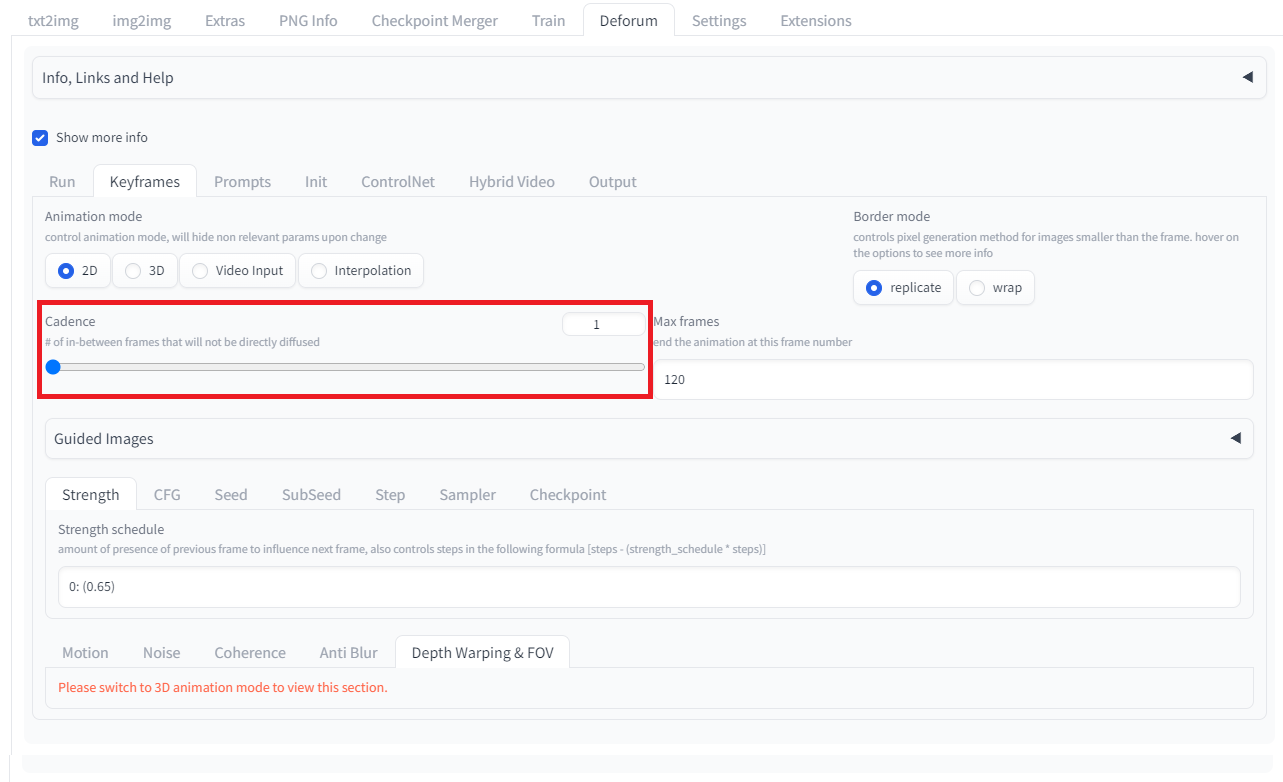 txt2img img2img Extras PNG Info Checkpoint Merger Train Deforum Settings Extensions
Info, Links and Help
Show more info
Run Keyframes Prompts Init ControlNet Hybrid Video Output
Animation mode
control animation mode, will hide non relevant params upon change
2D 3D Video Input Interpolation
Border mode
controls pixel generation method for images smaller than the frame. hover on
the options to see more info
replicate wrap
Cadence 1
# of in-between frames that will not be directly diffused
Max frames
end the animation at this frame number
120
Guided Images
Strength CFG Seed SubSeed Step Sampler Checkpoint
Strength schedule
amount of presence of previous frame to influence next frame, also controls steps in the following formula [steps - (strength_schedule * steps)]
0: (0.65)
Motion Noise Coherence Anti Blur Depth Warping & FOV
Please switch to 3D animation mode to view this section.